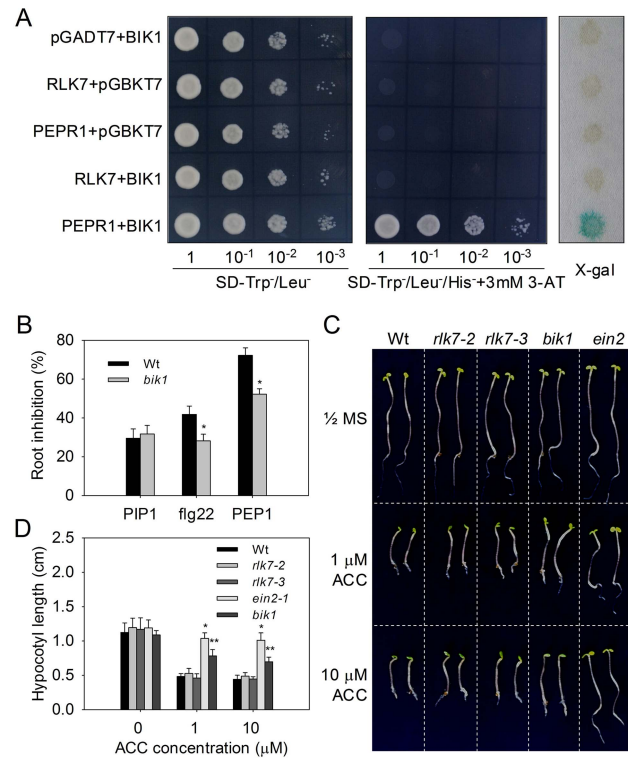 A
pGADT7+BIK1
RLK7+pGBKT7
PEPR1+pGBKT7
RLK7+BIK1
PEPR1+BIK1
1 10⁻¹ 10⁻² 10⁻³
SD-Trp⁻/Leu⁻
1 10⁻¹ 10⁻² 10⁻³
SD-Trp⁻/Leu⁻/His⁻+3mM 3-AT
X-gal
B
80
60
40
20
0
Root inhibition (%)
Wt
bik1
*
*
PIP1 flg22 PEP1
C
Wt rlk7-2 rlk7-3 bik1 ein2
½ MS
1 μM
ACC
10 μM
ACC
D
2.5
2.0
1.5
1.0
0.5
0.0
Hypocotyl length (cm)
Wt
rlk7-2
rlk7-3
ein2-1
bik1
* **
* **
0 1 10
ACC concentration (μM)